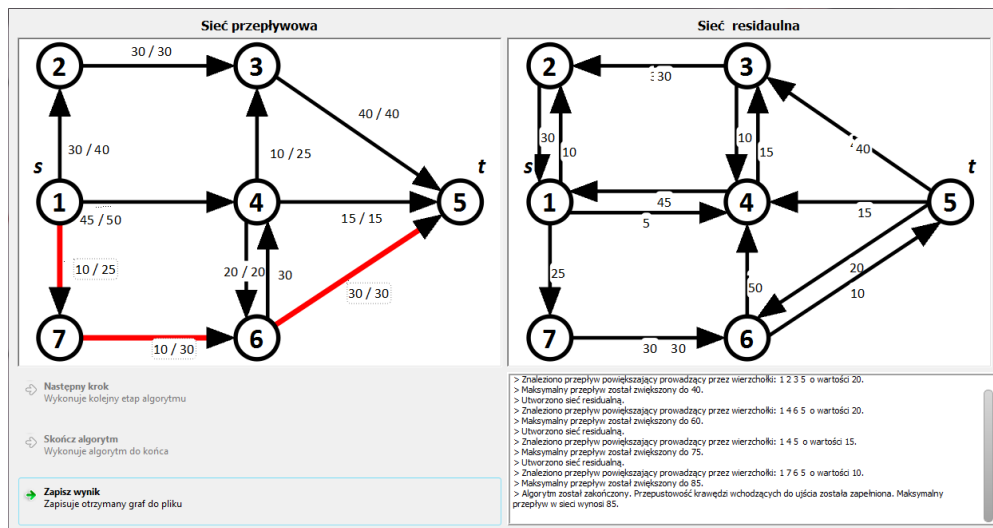 Sieć przepływowa
30 / 30
2
3
40 / 40
30 / 40
10 / 25
s
t
1
4
5
45 / 50
15 / 15
10 / 25
20 / 20
30
30 / 30
7
6
10 / 30
Sieć residaulna
2
3
30
30
10
10
15
40
s
t
1
45
4
15
5
5
25
50
20
10
7
30
30
6
Następny krok
Wykonuje kolejny etap algorytmu
Skończ algorytm
Wykonuje algorytm do końca
Zapisz wynik
Zapisuje otrzymany graf do pliku
> Znaleziono przepływ powiększający prowadzący przez wierzchołki: 1 2 3 5 o wartości 20.
> Maksymalny przepływ został zwiększony do 40.
> Utworzono sieć residualną.
> Znaleziono przepływ powiększający prowadzący przez wierzchołki: 1 4 6 5 o wartości 20.
> Maksymalny przepływ został zwiększony do 60.
> Utworzono sieć residualną.
> Znaleziono przepływ powiększający prowadzący przez wierzchołki: 1 4 5 o wartości 15.
> Maksymalny przepływ został zwiększony do 75.
> Utworzono sieć residualną.
> Znaleziono przepływ powiększający prowadzący przez wierzchołki: 1 7 6 5 o wartości 10.
> Maksymalny przepływ został zwiększony do 85.
> Algorytm został zakończony. Przepustowość krawędzi wchodzących do ujścia została zapełniona. Maksymalny
przepływ w sieci wynosi 85.